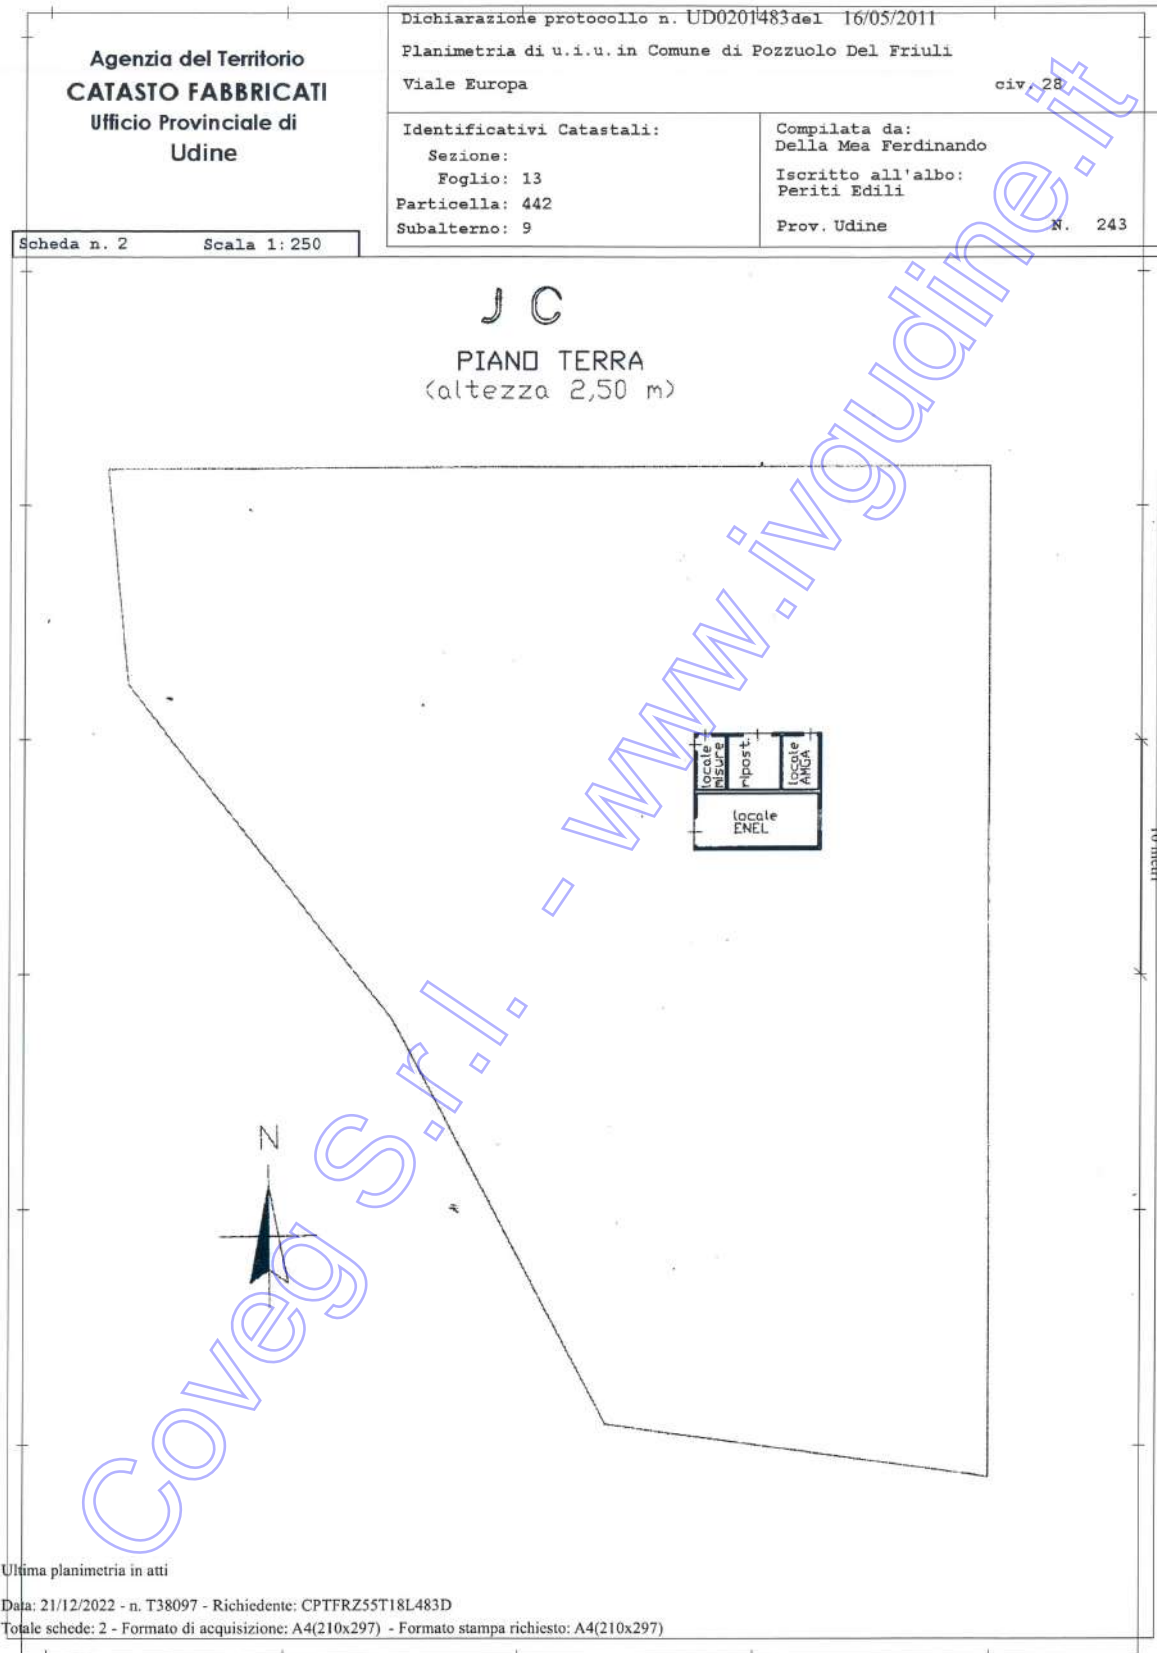 Agenzia del Territorio
CATASTO FABBRICATI
Ufficio Provinciale di
Udine
Dichiarazione protocollo n. UD0201483 del 16/05/2011
Planimetria di u.i.u. in Comune di Pozzuolo Del Friuli
Viale Europa civ. 28
Identificativi Catastali:
Sezione:
Foglio: 13
Particella: 442
Subalterno: 9
Compilata da:
Della Mea Ferdinando
Iscritto all'albo:
Periti Edili
Prov. Udine N. 243
Scheda n. 2 Scala 1:250
J C
PIANO TERRA
(altezza 2,50 m)
locale
misure
ripost.
locale
AMGA
locale
ENEL
10 metri
N
Coveg S.r.l. - www.ivgudine.it
Ultima planimetria in atti
Data: 21/12/2022 - n. T38097 - Richiedente: CPTFRZ55T18L483D
Totale schede: 2 - Formato di acquisizione: A4(210x297) - Formato stampa richiesto: A4(210x297)